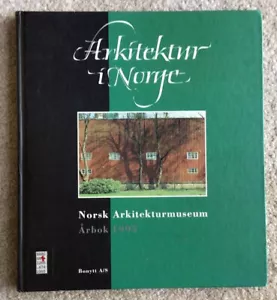 Arkitektur
i Norge
Norsk Arkitekturmuseum
Årbok
Bonytt A/S